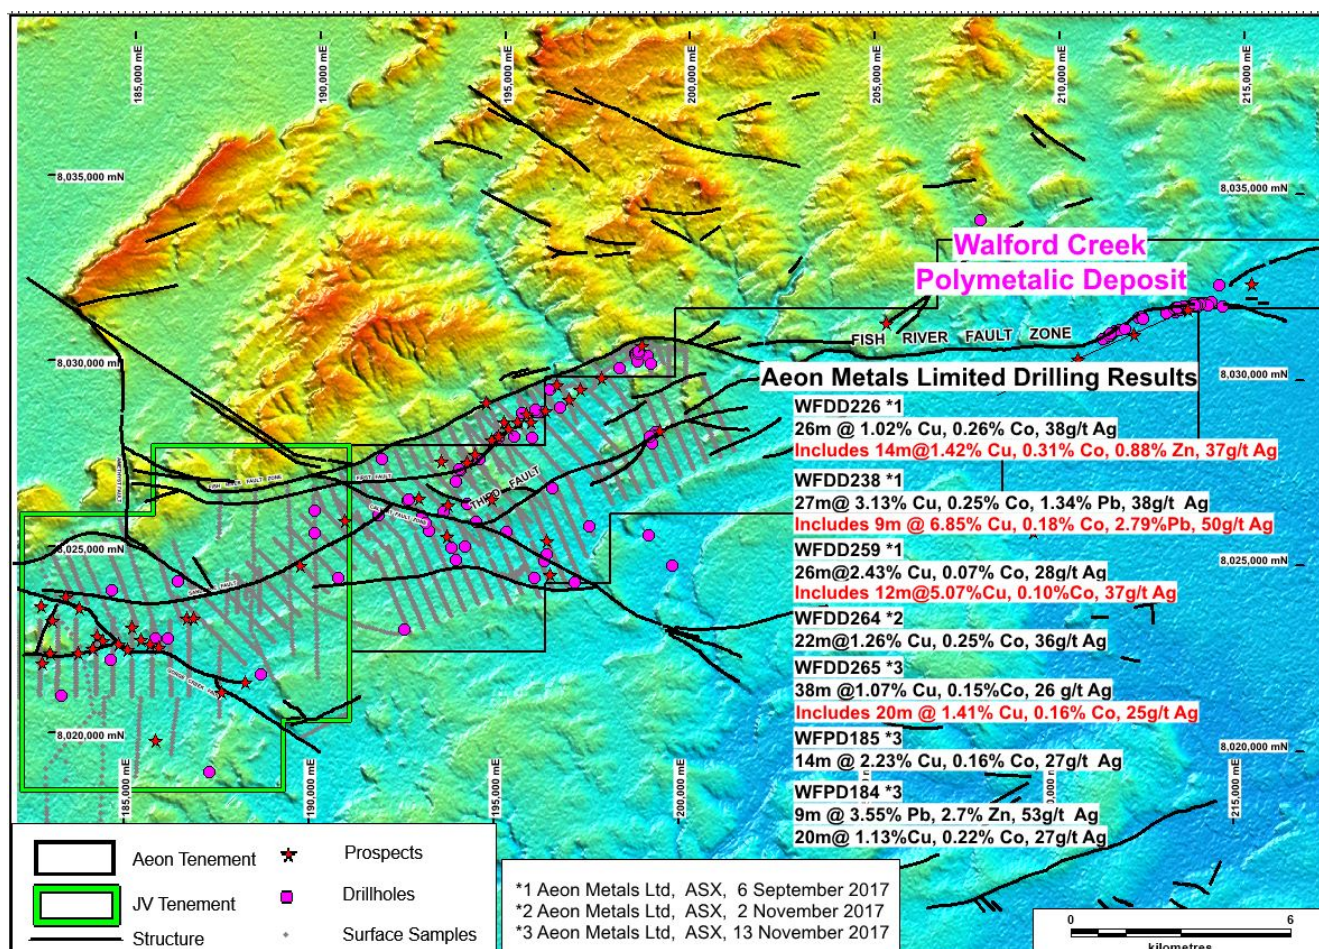 185,000 mE
190,000 mE
195,000 mE
200,000 mE
205,000 mE
210,000 mE
215,000 mE
8,035,000 mN
8,035,000 mN
Walford Creek
Polymetalic Deposit
FISH RIVER FAULT ZONE
8,030,000 mN
8,030,000 mN
Aeon Metals Limited Drilling Results
WFDD226 *1
26m @ 1.02% Cu, 0.26% Co, 38g/t Ag
Includes 14m@1.42% Cu, 0.31% Co, 0.88% Zn, 37g/t Ag
WFDD238 *1
27m @ 3.13% Cu, 0.25% Co, 1.34% Pb, 38g/t Ag
Includes 9m @ 6.85% Cu, 0.18% Co, 2.79%Pb, 50g/t Ag
WFDD259 *1
26m@2.43% Cu, 0.07% Co, 28g/t Ag
Includes 12m@5.07%Cu, 0.10%Co, 37g/t Ag
WFDD264 *2
22m@1.26% Cu, 0.25% Co, 36g/t Ag
WFDD265 *3
38m @1.07% Cu, 0.15%Co, 26 g/t Ag
Includes 20m @ 1.41% Cu, 0.16% Co, 25g/t Ag
WFPD185 *3
14m @ 2.23% Cu, 0.16% Co, 27g/t Ag
WFPD184 *3
9m @ 3.55% Pb, 2.7% Zn, 53g/t Ag
20m @ 1.13%Cu, 0.22% Co, 27g/t Ag
FISH RIVER FAULT ZONE
FAULT
THIRD FAULT
FAULT ZONE
8,025,000 mN
8,025,000 mN
FAULT
CREEK
8,020,000 mN
8,020,000 mN
185,000 mE
190,000 mE
195,000 mE
200,000 mE
215,000 mE
Aeon Tenement
Prospects
JV Tenement
Drillholes
Structure
Surface Samples
*1 Aeon Metals Ltd, ASX, 6 September 2017
*2 Aeon Metals Ltd, ASX, 2 November 2017
*3 Aeon Metals Ltd, ASX, 13 November 2017
0
6
kilometres